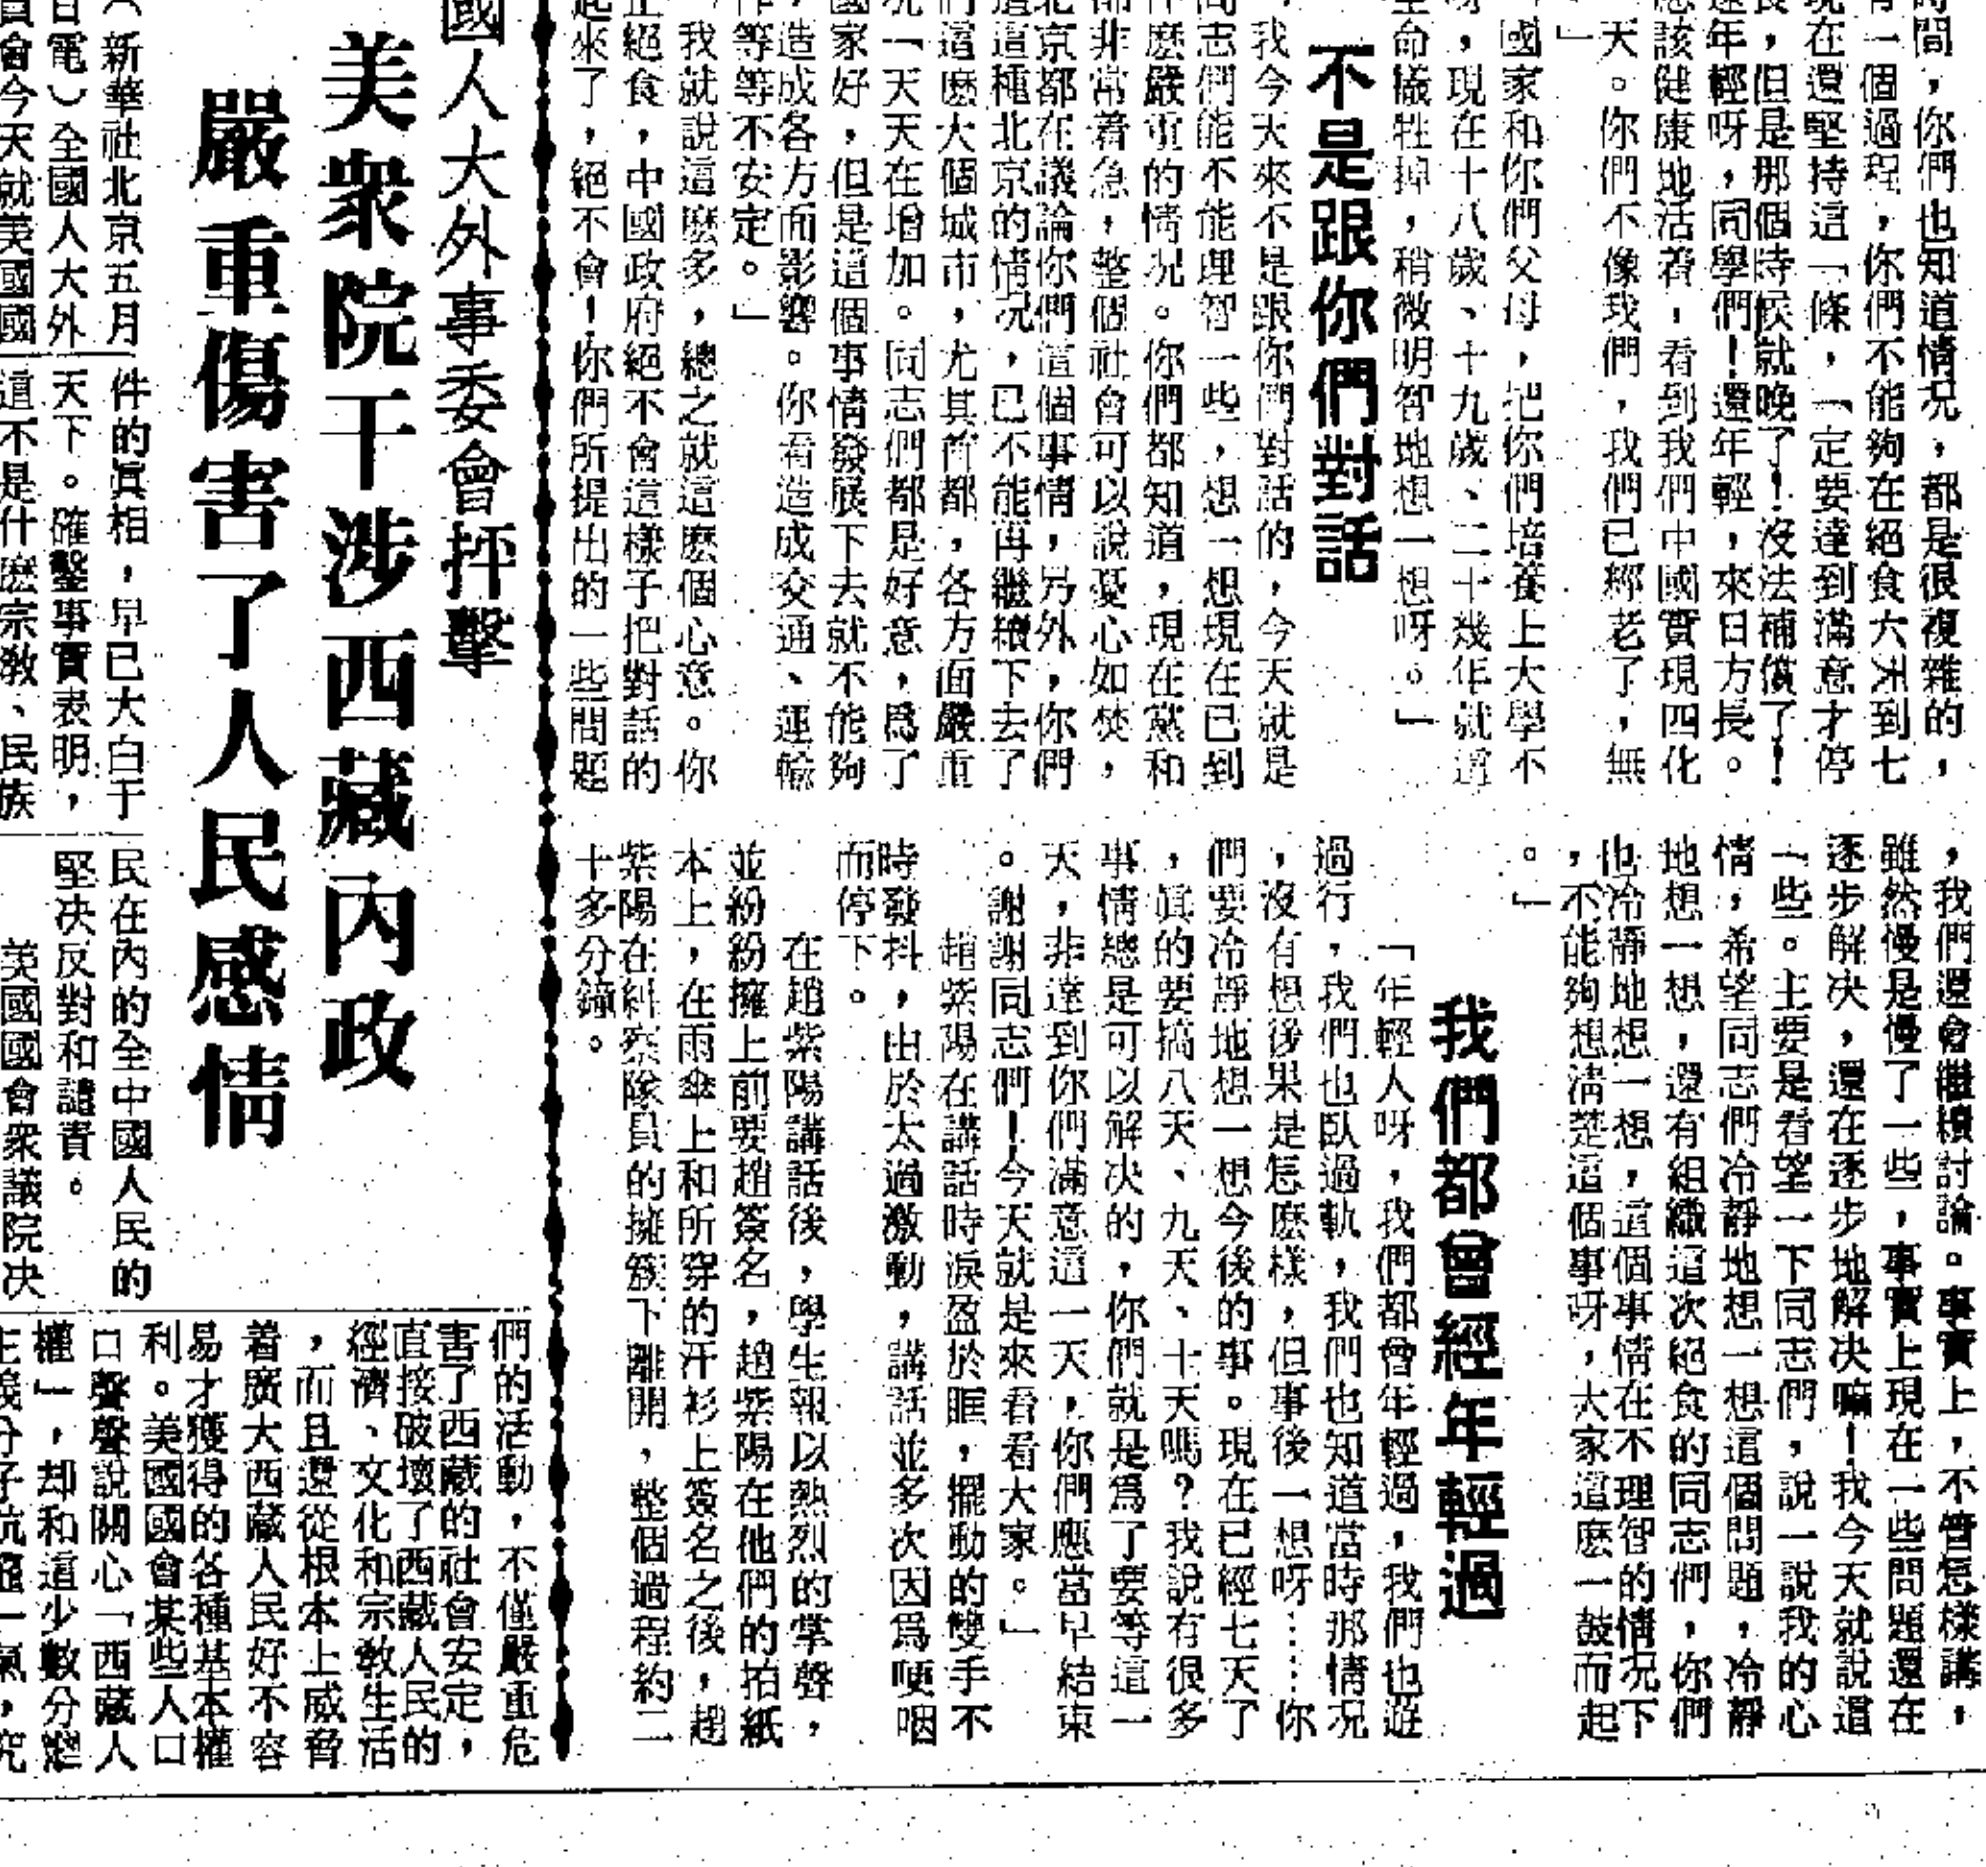 時間，你們也知道情况，都是很複雜的，
有一個過程，你們不能夠在絕食六、到七
現在還堅持這一條，一定要達到滿意才停
長，但是那個時候就晚了！沒法補償了！
還年輕呀，同學們！還年輕，來日方長。
應該健康地活着，看到我們中國實現四化
天。你們不像我們，我們已經老了，無
」
國家和你們父母，把你們培養上大學不
呀，現在十八歲、十九歲、二十幾年就這
生命犧牲掉，稍微明智地想一想呀。」
不是跟你們對話
我今天來不是跟你們對話的，今天就是
同志們能不能理智一些，想一想現在已到
什麼嚴重的情况。你們都知道，現在黨和
都非常着急，整個社會可以說憂心如焚，
北京都在議論你們這個事情，另外，你們
道這種北京的情况，已不能再繼續下去了
們這麽大個城市，尤其首都，各方面嚴重
况一天天在增加。同志們都是好意，爲了
國家好，但是這個事情發展下去就不能夠
，造成各方面影響。你看造成交通、運輸
作等等不安定。」
我就說這麽多，總之就這麽個心意。你
止絕食，中國政府絕不會這樣子把對話的
起來了，絕不會！你們所提出的一些問題
，我們還會繼續討論。事實上，不管怎樣講，
雖然慢是慢了一些，事實上現在一些問題還在
逐步解决，還在逐步地解决嘛！我今天就說這
一些。主要是看望一下同志們，說一說我的心
情，希望同志們冷靜地想一想這個問題，冷靜
地想一想，還有組織這次絕食的同志們，你們
也冷靜地想一想，這個事情在不理智的情况下
，不能夠想清楚這個事呀，大家這麽一鼓而起
。」
我們都曾經年輕過
「年輕人呀，我們都曾年輕過，我們也遊
過行，我們也臥過軌，我們也知道當時那情况
，沒有想後果是怎麽樣，但事後一想呀……你
們要冷靜地想一想今後的事。現在已經七天了
，眞的要搞八天、九天、十天嗎？我說有很多
事情總是可以解决的，你們就是爲了要等這一
天，非達到你們滿意這一天，你們應當早結束
。謝謝同志們！今天就是來看看大家。」
趙紫陽在講話時淚盈於眶，擺動的雙手不
時發抖，由於太過激動，講話並多次因爲哽咽
而停下。
在趙紫陽講話後，學生報以熱烈的掌聲，
並紛紛擁上前要趙簽名，趙紫陽在他們的拍紙
本上，在雨傘上和所穿的汗衫上簽名之後，趙
紫陽在糾察隊員的擁簇下離開，整個過程約二
十多分鐘。
國人大外事委會抨擊
美衆院干涉西藏內政
嚴重傷害了人民感情
（新華社北京五月
日電）全國人大外
員會今天就美國國
件的眞相，早已大白于
天下。確鑿事實表明，
這不是什麽宗敎、民族
民在內的全中國人民的
堅决反對和譴責。
美國國會衆議院决
們的活動，不僅嚴重危
害了西藏的社會安定，
直接破壞了西藏人民的
經濟、文化和宗敎生活
，而且還從根本上威脅
着廣大西藏人民好不容
易才獲得的各種基本權
利。美國國會某些人口
口聲聲說關心「西藏人
權」，却和這少數分裂
主義分子沆瀣一氣，究